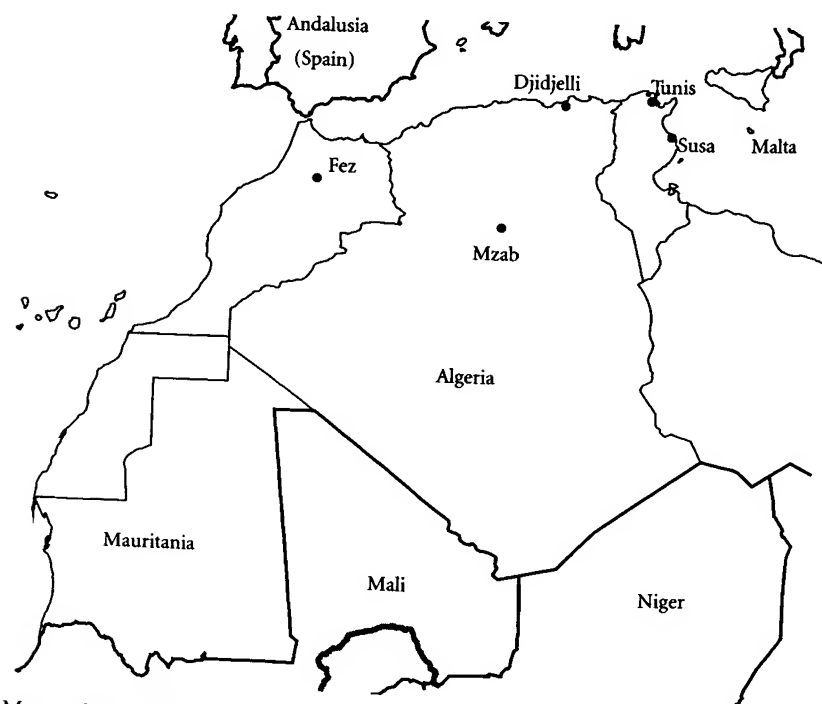 Andalusia
(Spain)
Djidjelli
Tunis
Fez
Susa
Malta
Mzab
Algeria
Mauritania
Mali
Niger